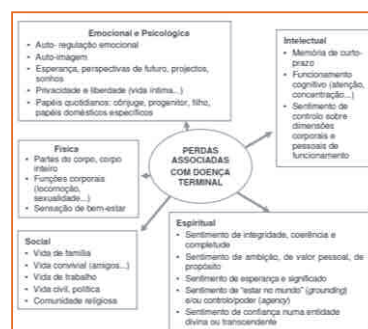 Emocional e Psicológica
• Auto- regulação emocional
• Auto-imagem
• Esperança, perspectivas de futuro, projectos,
sonhos
• Privacidade e liberdade (vida íntima...)
• Papéis quotidianos: cônjuge, progenitor, filho,
papéis domésticos específicos
Intelectual
• Memória de curto-
prazo
• Funcionamento
cognitivo (atenção,
concentração...)
• Sentimento de
controlo sobre
dimensões
corporais e
pessoais de
funcionamento
PERDAS
ASSOCIADAS
COM DOENÇA
TERMINAL
Física
• Partes do corpo, corpo
inteiro
• Funções corporais
(locomoção,
sexualidade...)
• Sensação de bem-estar
Social
• Vida de família
• Vida convivial (amigos...)
• Vida de trabalho
• Vida civil, política
• Comunidade religiosa
Espiritual
• Sentimento de integridade, coerência e
completude
• Sentimento de ambição, de valor pessoal, de
propósito
• Sentimento de esperança e significado
• Sentimento de "estar no mundo" (grounding)
e/ou controlo/poder (agency)
• Sentimento de confiança numa entidade
divina ou transcendente